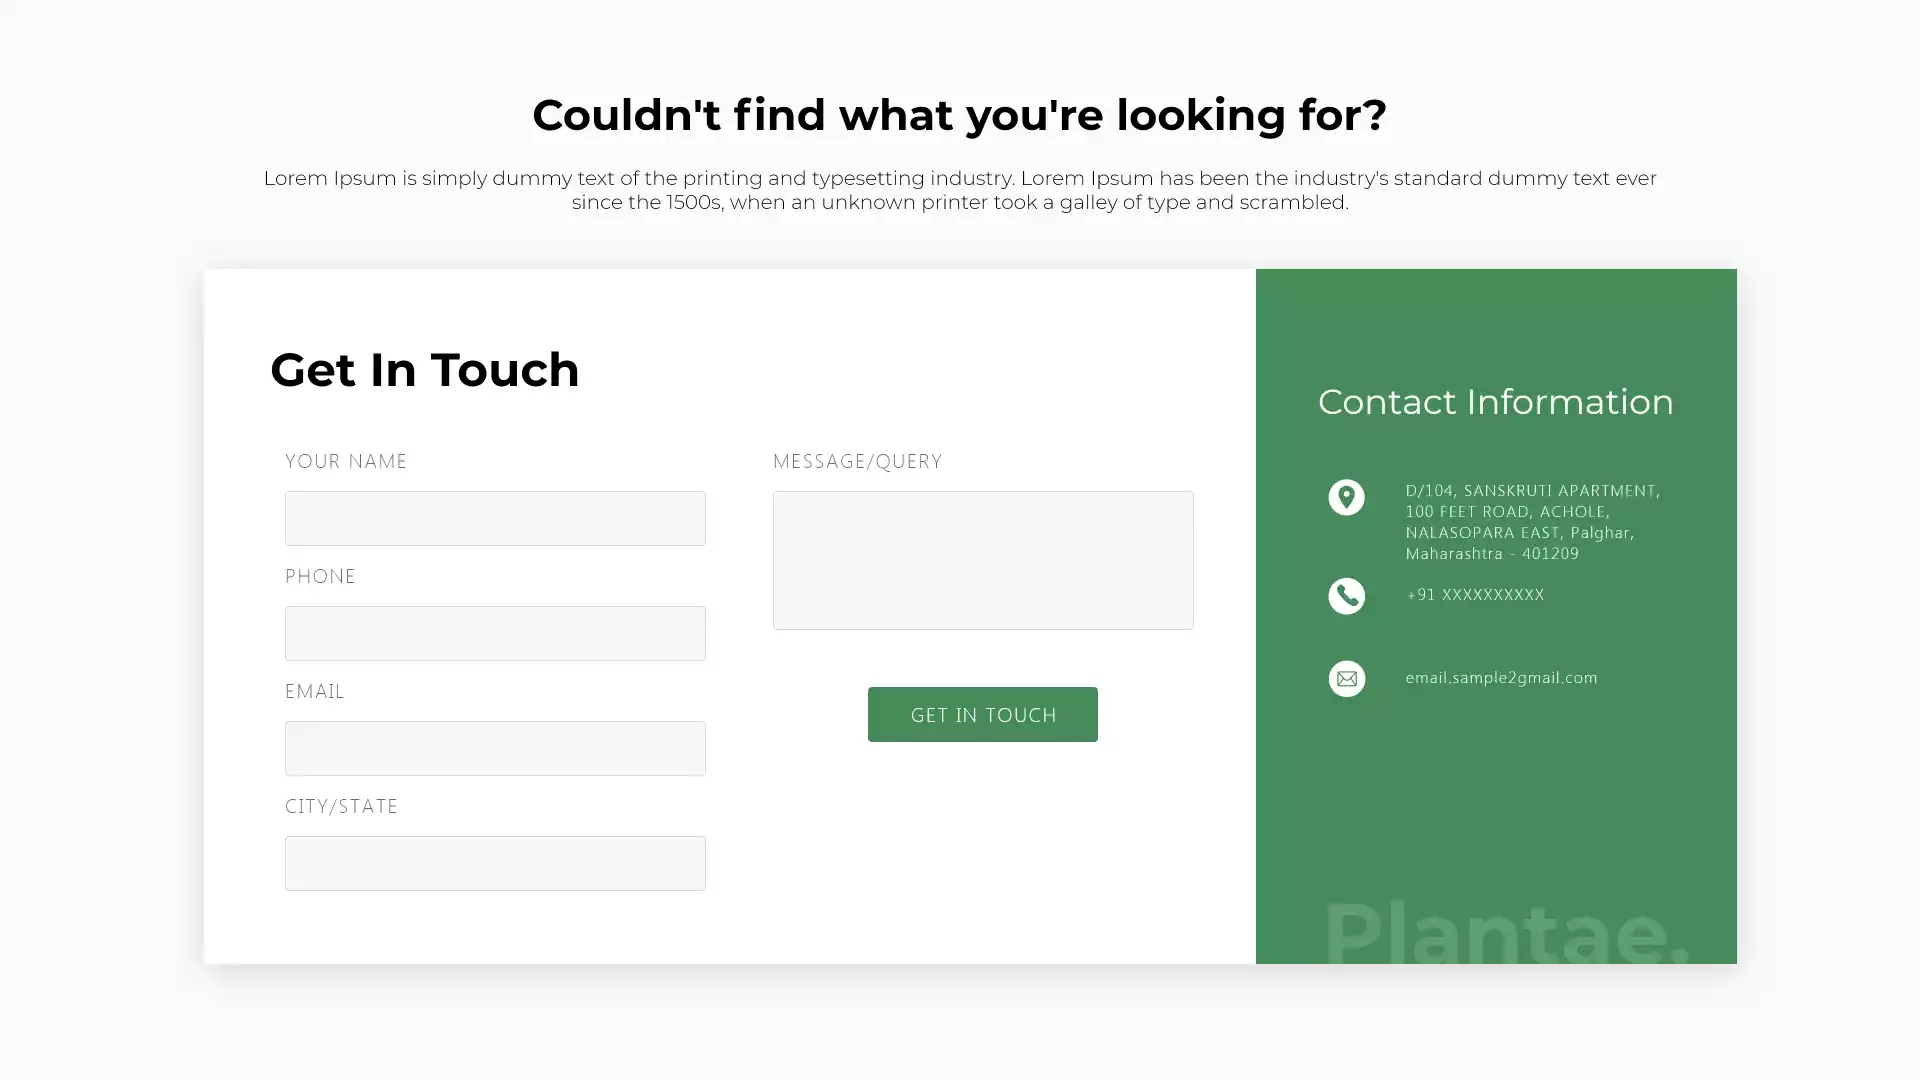 Couldn't find what you're looking for?
Lorem Ipsum is simply dummy text of the printing and typesetting industry. Lorem Ipsum has been the industry's standard dummy text ever
since the 1500s, when an unknown printer took a galley of type and scrambled.
Get In Touch
YOUR NAME
PHONE
EMAIL
CITY/STATE
MESSAGE/QUERY
GET IN TOUCH
Contact Information
D/104, SANSKRUTI APARTMENT,
100 FEET ROAD, ACHOLE,
NALASOPARA EAST, Palghar,
Maharashtra - 401209
+91 XXXXXXXXXX
email.sample2gmail.com
Plantae.